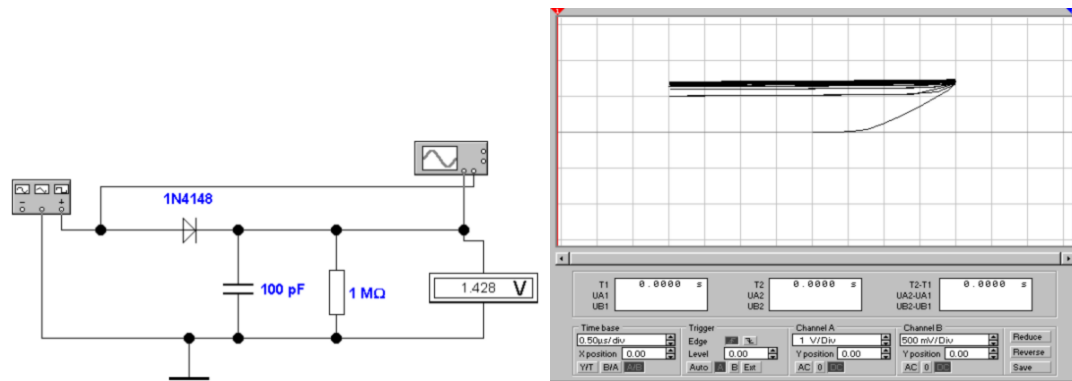 1N4148
100 pF
1 MΩ
1.428 V
T1 0.0000 s
UA1
UB1
T2 0.0000 s
UA2
UB2
T2-T1 0.0000 s
UA2-UA1
UB2-UB1
Time base
0.50µs/div
X position 0.00
Y/T B/A A/B
Trigger
Edge
Level 0.00
Auto A B Ext
Channel A
1 V/Div
Y position 0.00
AC 0 DC
Channel B
500 mV/Div
Y position 0.00
AC 0 DC
Reduce
Reverse
Save